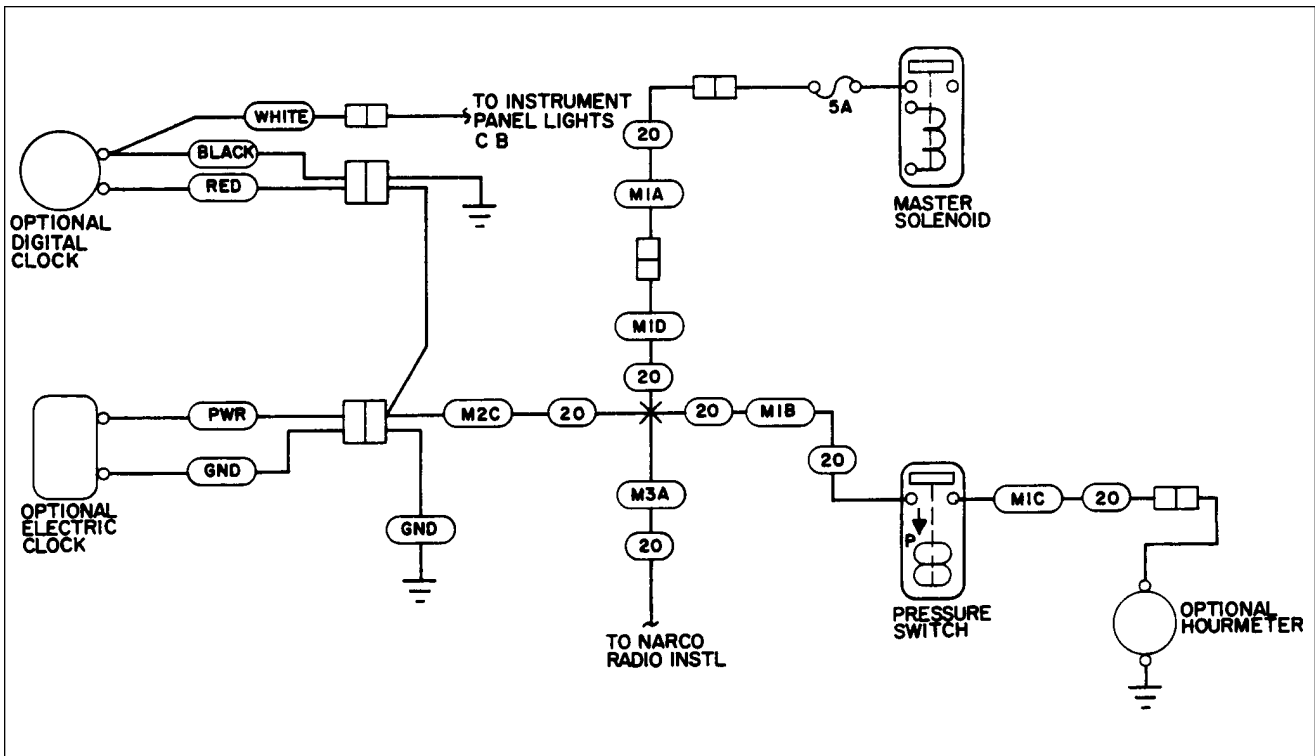 WHITE
TO INSTRUMENT
PANEL LIGHTS
C B
BLACK
RED
OPTIONAL
DIGITAL
CLOCK
5A
MASTER
SOLENOID
20
M1A
M1D
20
PWR
GND
OPTIONAL
ELECTRIC
CLOCK
GND
M2C
20
20
M1B
20
M3A
20
TO NARCO
RADIO INSTL
P
PRESSURE
SWITCH
M1C
20
OPTIONAL
HOURMETER